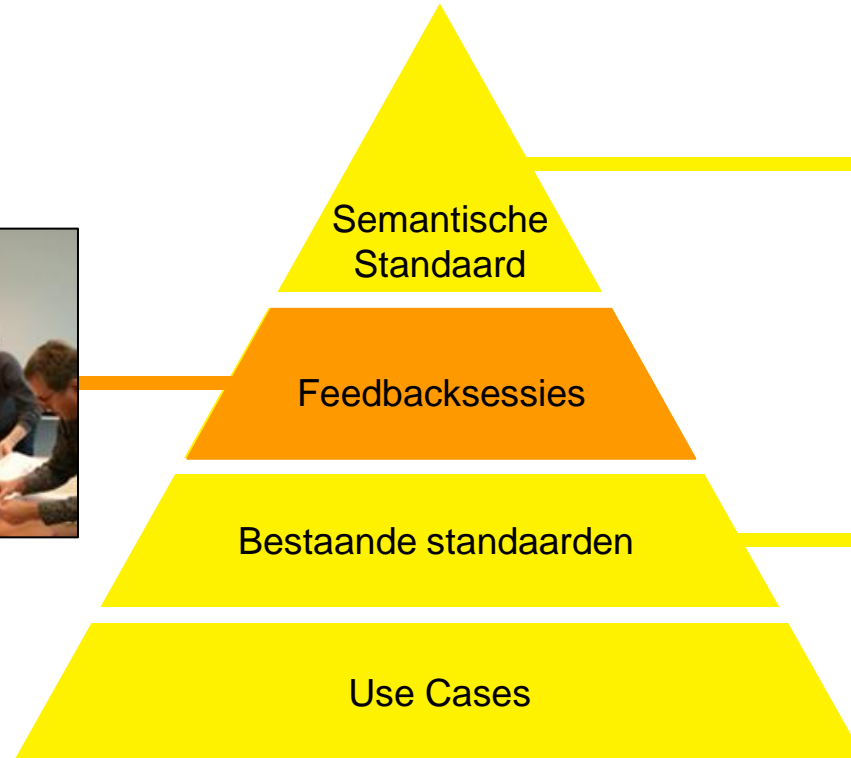 Semantische
Standaard
Feedbacksessies
Bestaande standaarden
Use Cases